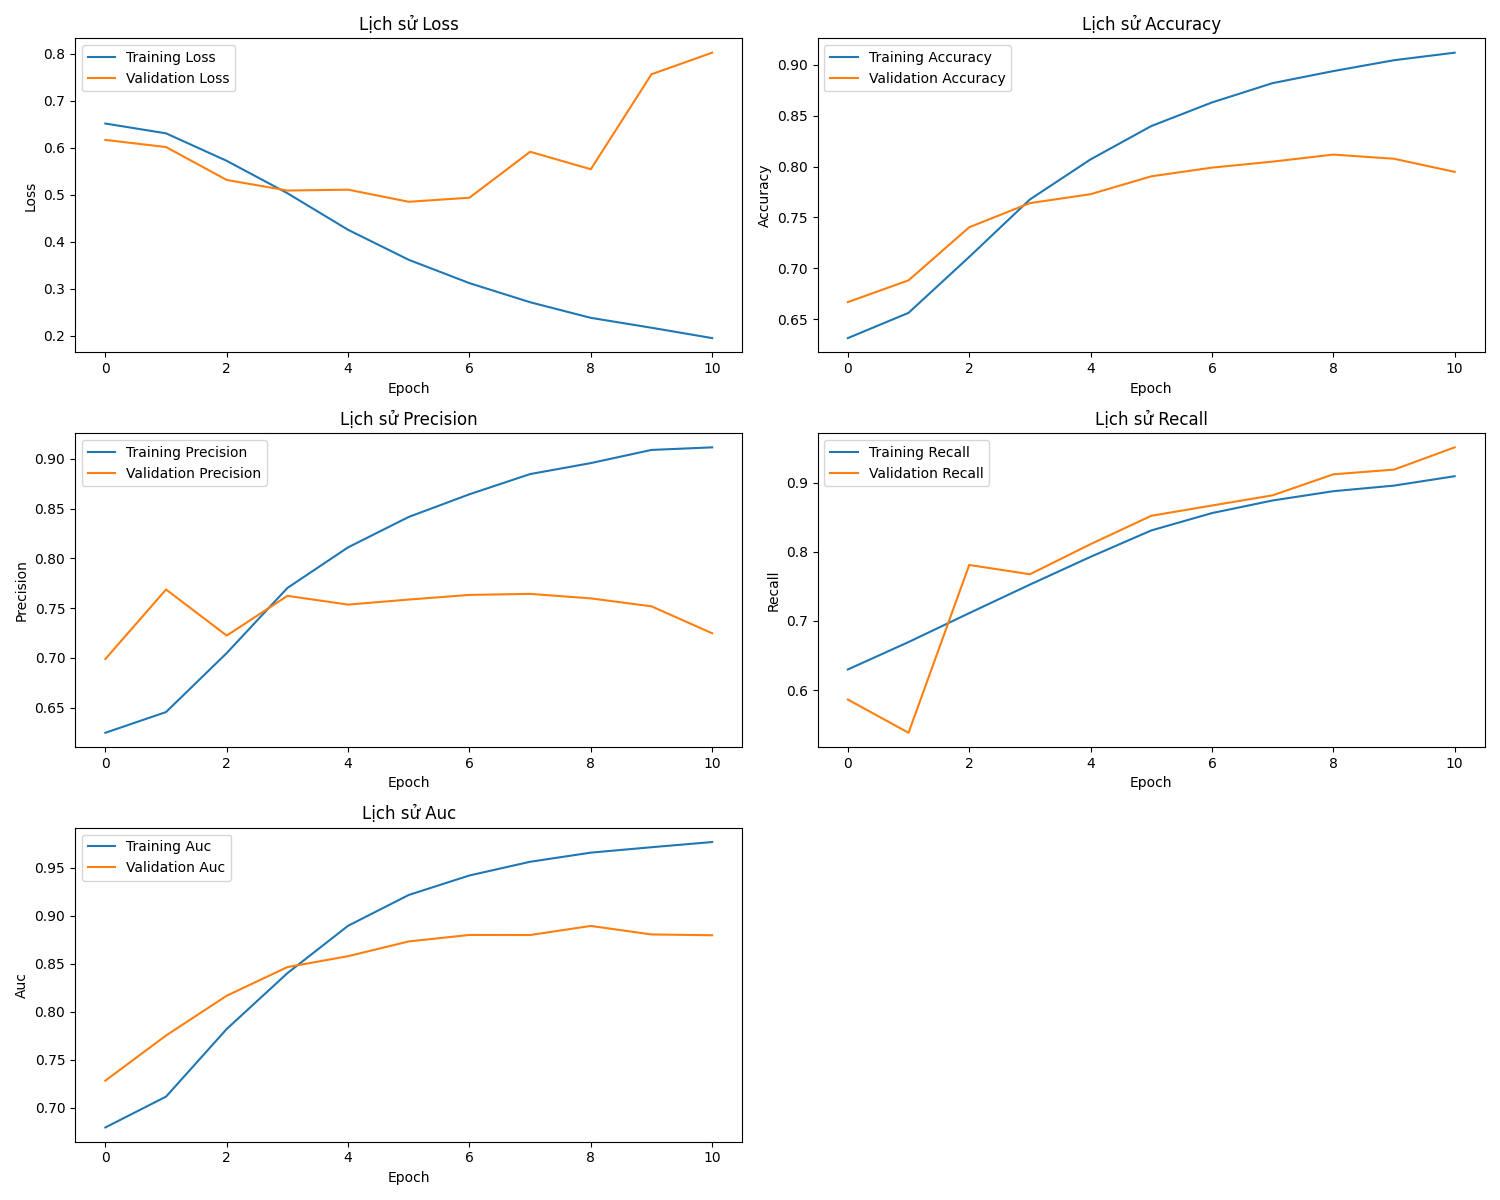 Lịch sử Loss
Training Loss
Validation Loss
Loss
0.8
0.7
0.6
0.5
0.4
0.3
0.2
0 2 4 6 8 10
Epoch
Lịch sử Accuracy
Training Accuracy
Validation Accuracy
Accuracy
0.90
0.85
0.80
0.75
0.70
0.65
0 2 4 6 8 10
Epoch
Lịch sử Precision
Training Precision
Validation Precision
Precision
0.90
0.85
0.80
0.75
0.70
0.65
0 2 4 6 8 10
Epoch
Lịch sử Recall
Training Recall
Validation Recall
Recall
0.9
0.8
0.7
0.6
0 2 4 6 8 10
Epoch
Lịch sử Auc
Training Auc
Validation Auc
Auc
0.95
0.90
0.85
0.80
0.75
0.70
0 2 4 6 8 10
Epoch